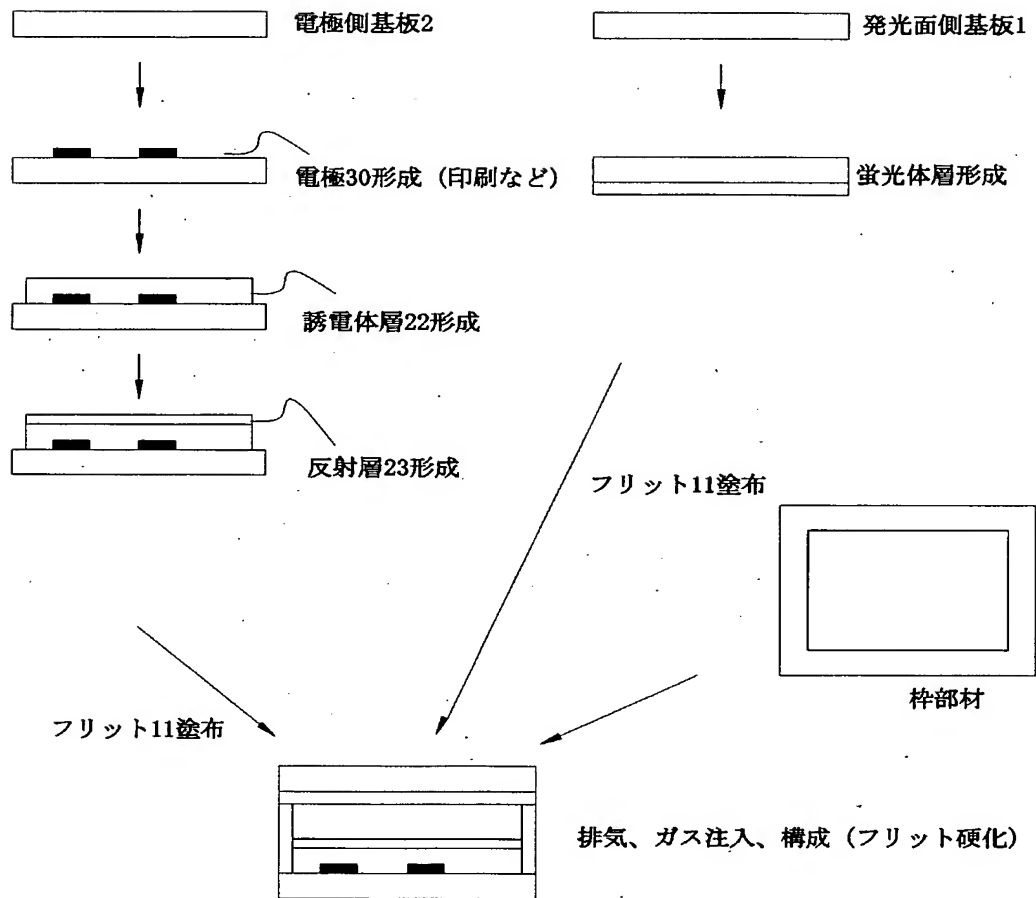 電極側基板2
発光面側基板1
電極30形成（印刷など）
蛍光体層形成
誘電体層22形成
反射層23形成
フリット11塗布
枠部材
フリット11塗布
排気、ガス注入、構成（フリット硬化）